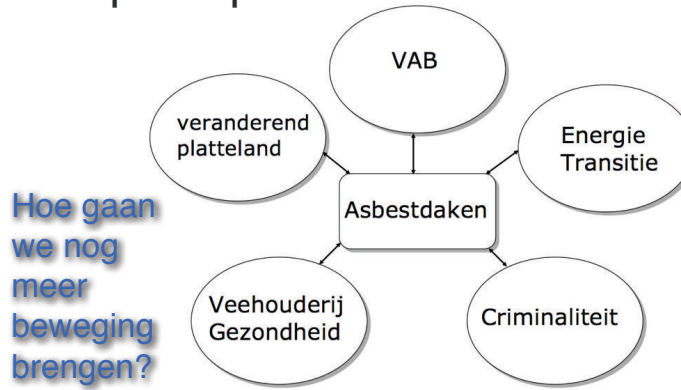 VAB
veranderend
platteland
Energie
Transitie
Asbestdaken
Hoe gaan
we nog
meer
beweging
brengen?
Veehouderij
Gezondheid
Criminaliteit